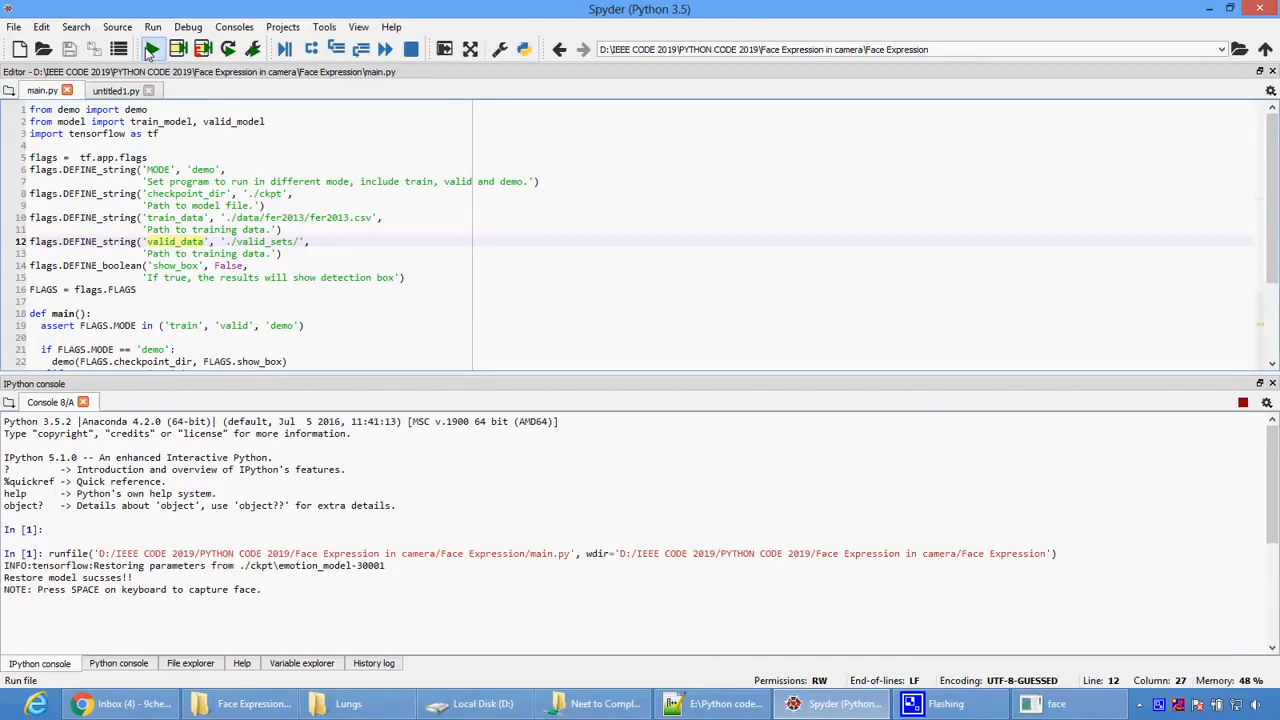 Spyder (Python 3.5)
File Edit Search Source Run Debug Consoles Projects Tools View Help
D:\IEEE CODE 2019\PYTHON CODE 2019\Face Expression in camera\Face Expression
Editor - D:\IEEE CODE 2019\PYTHON CODE 2019\Face Expression in camera\Face Expression\main.py
main.py untitled1.py
1 from demo import demo
2 from model import train_model, valid_model
3 import tensorflow as tf
4
5 flags =  tf.app.flags
6 flags.DEFINE_string('MODE', 'demo',
7 'Set program to run in different mode, include train, valid and demo.')
8 flags.DEFINE_string('checkpoint_dir', './ckpt',
9 'Path to model file.')
10 flags.DEFINE_string('train_data', './data/fer2013/fer2013.csv',
11 'Path to training data.')
12 flags.DEFINE_string('valid_data', './valid_sets/',
13 'Path to training data.')
14 flags.DEFINE_boolean('show_box', False,
15 'If true, the results will show detection box')
16 FLAGS = flags.FLAGS
17
18 def main():
19 assert FLAGS.MODE in ('train', 'valid', 'demo')
20
21 if FLAGS.MODE == 'demo':
22 demo(FLAGS.checkpoint_dir, FLAGS.show_box)
IPython console
Console 8/A
Python 3.5.2 |Anaconda 4.2.0 (64-bit)| (default, Jul  5 2016, 11:41:13) [MSC v.1900 64 bit (AMD64)]
Type "copyright", "credits" or "license" for more information.
IPython 5.1.0 -- An enhanced Interactive Python.
? -> Introduction and overview of IPython's features.
%quickref -> Quick reference.
help -> Python's own help system.
object? -> Details about 'object', use 'object??' for extra details.
In [1]:
In [1]: runfile('D:/IEEE CODE 2019/PYTHON CODE 2019/Face Expression in camera/Face Expression/main.py', wdir='D:/IEEE CODE 2019/PYTHON CODE 2019/Face Expression in camera/Face Expression')
INFO:tensorflow:Restoring parameters from ./ckpt\emotion_model-30001
Restore model sucsses!!
NOTE: Press SPACE on keyboard to capture face.
IPython console Python console File explorer Help Variable explorer History log
Run file Permissions: RW End-of-lines: LF Encoding: UTF-8-GUESSED Line: 12 Column: 27 Memory: 48 %
Inbox (4) - 9che... Face Expression... Lungs Local Disk (D:) Neet to Compl... E:\Python code... Spyder (Python... Flashing face